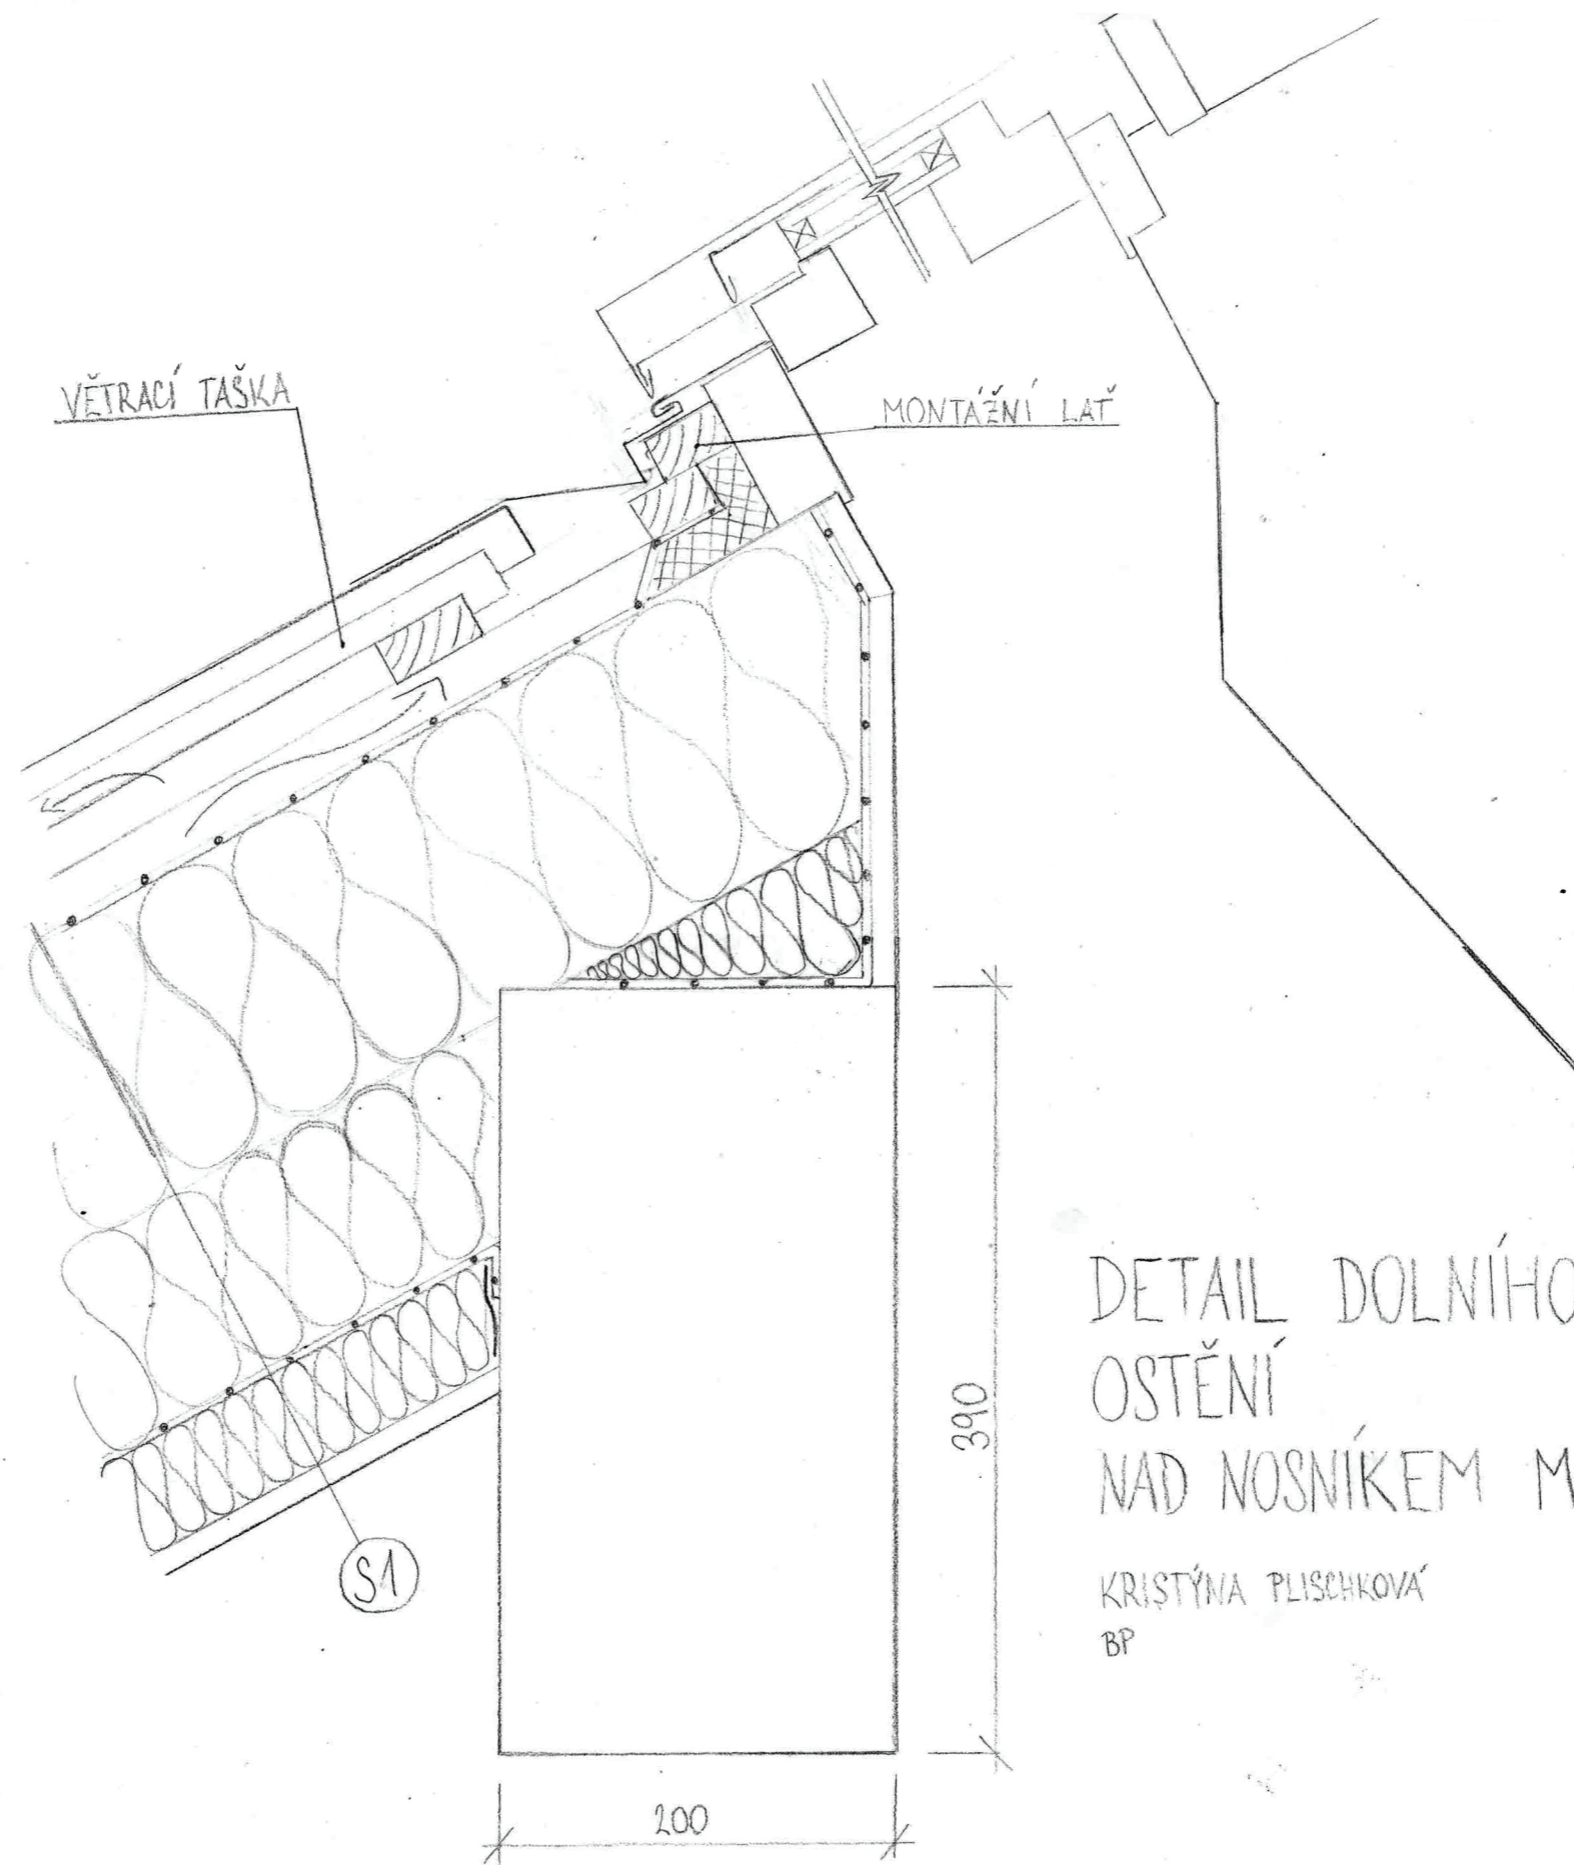 VĚTRACÍ TAŠKA
MONTÁŽNÍ LAŤ
390
DETAIL DOLNÍHO
OSTĚNÍ
NAD NOSNÍKEM M
KRISTÝNA PLISCHKOVÁ
BP
S1
200